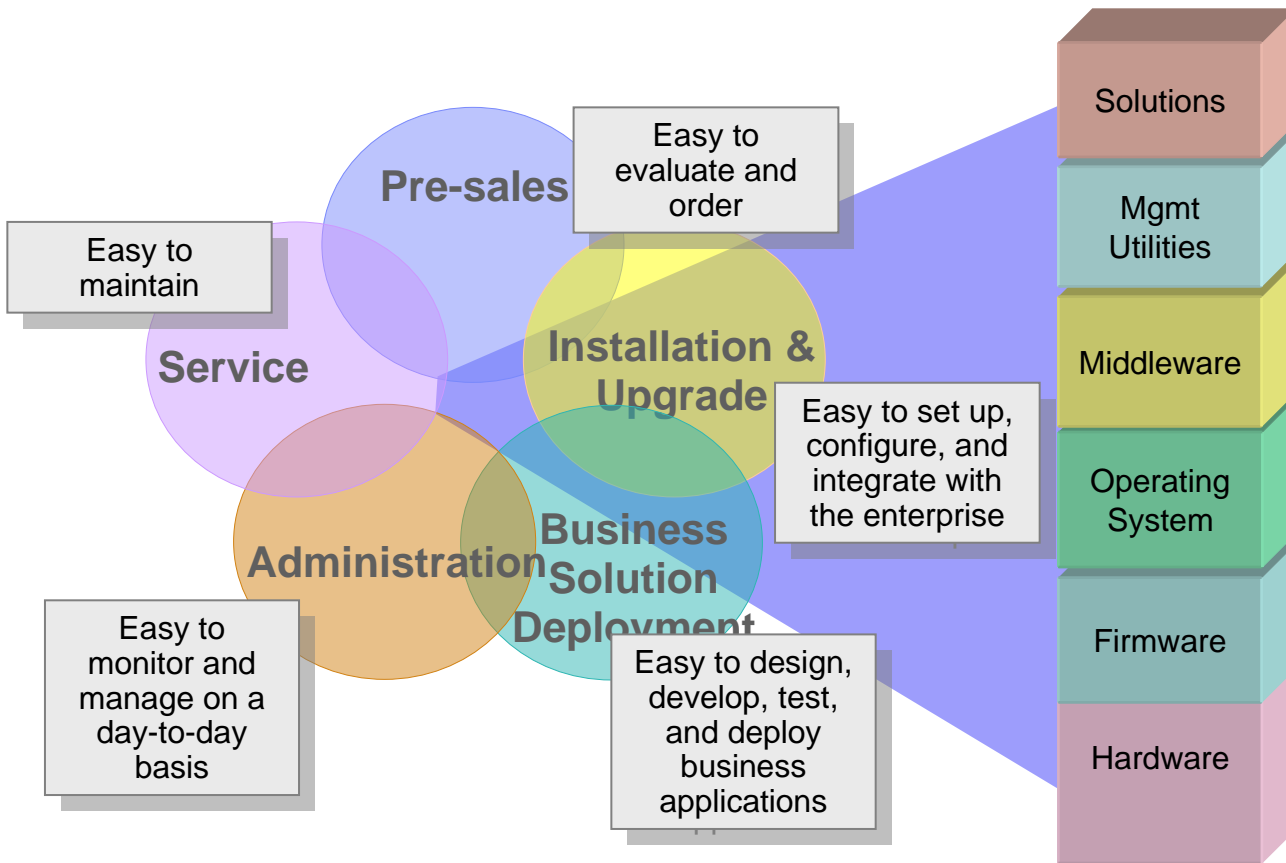 Pre-sales
Easy to
evaluate and
order
Easy to
maintain
Service
Installation &
Upgrade
Easy to set up,
configure, and
integrate with
the enterprise
Administration
Business
Solution
Deployment
Easy to
monitor and
manage on a
day-to-day
basis
Easy to design,
develop, test,
and deploy
business
applications
Solutions
Mgmt
Utilities
Middleware
Operating
System
Firmware
Hardware